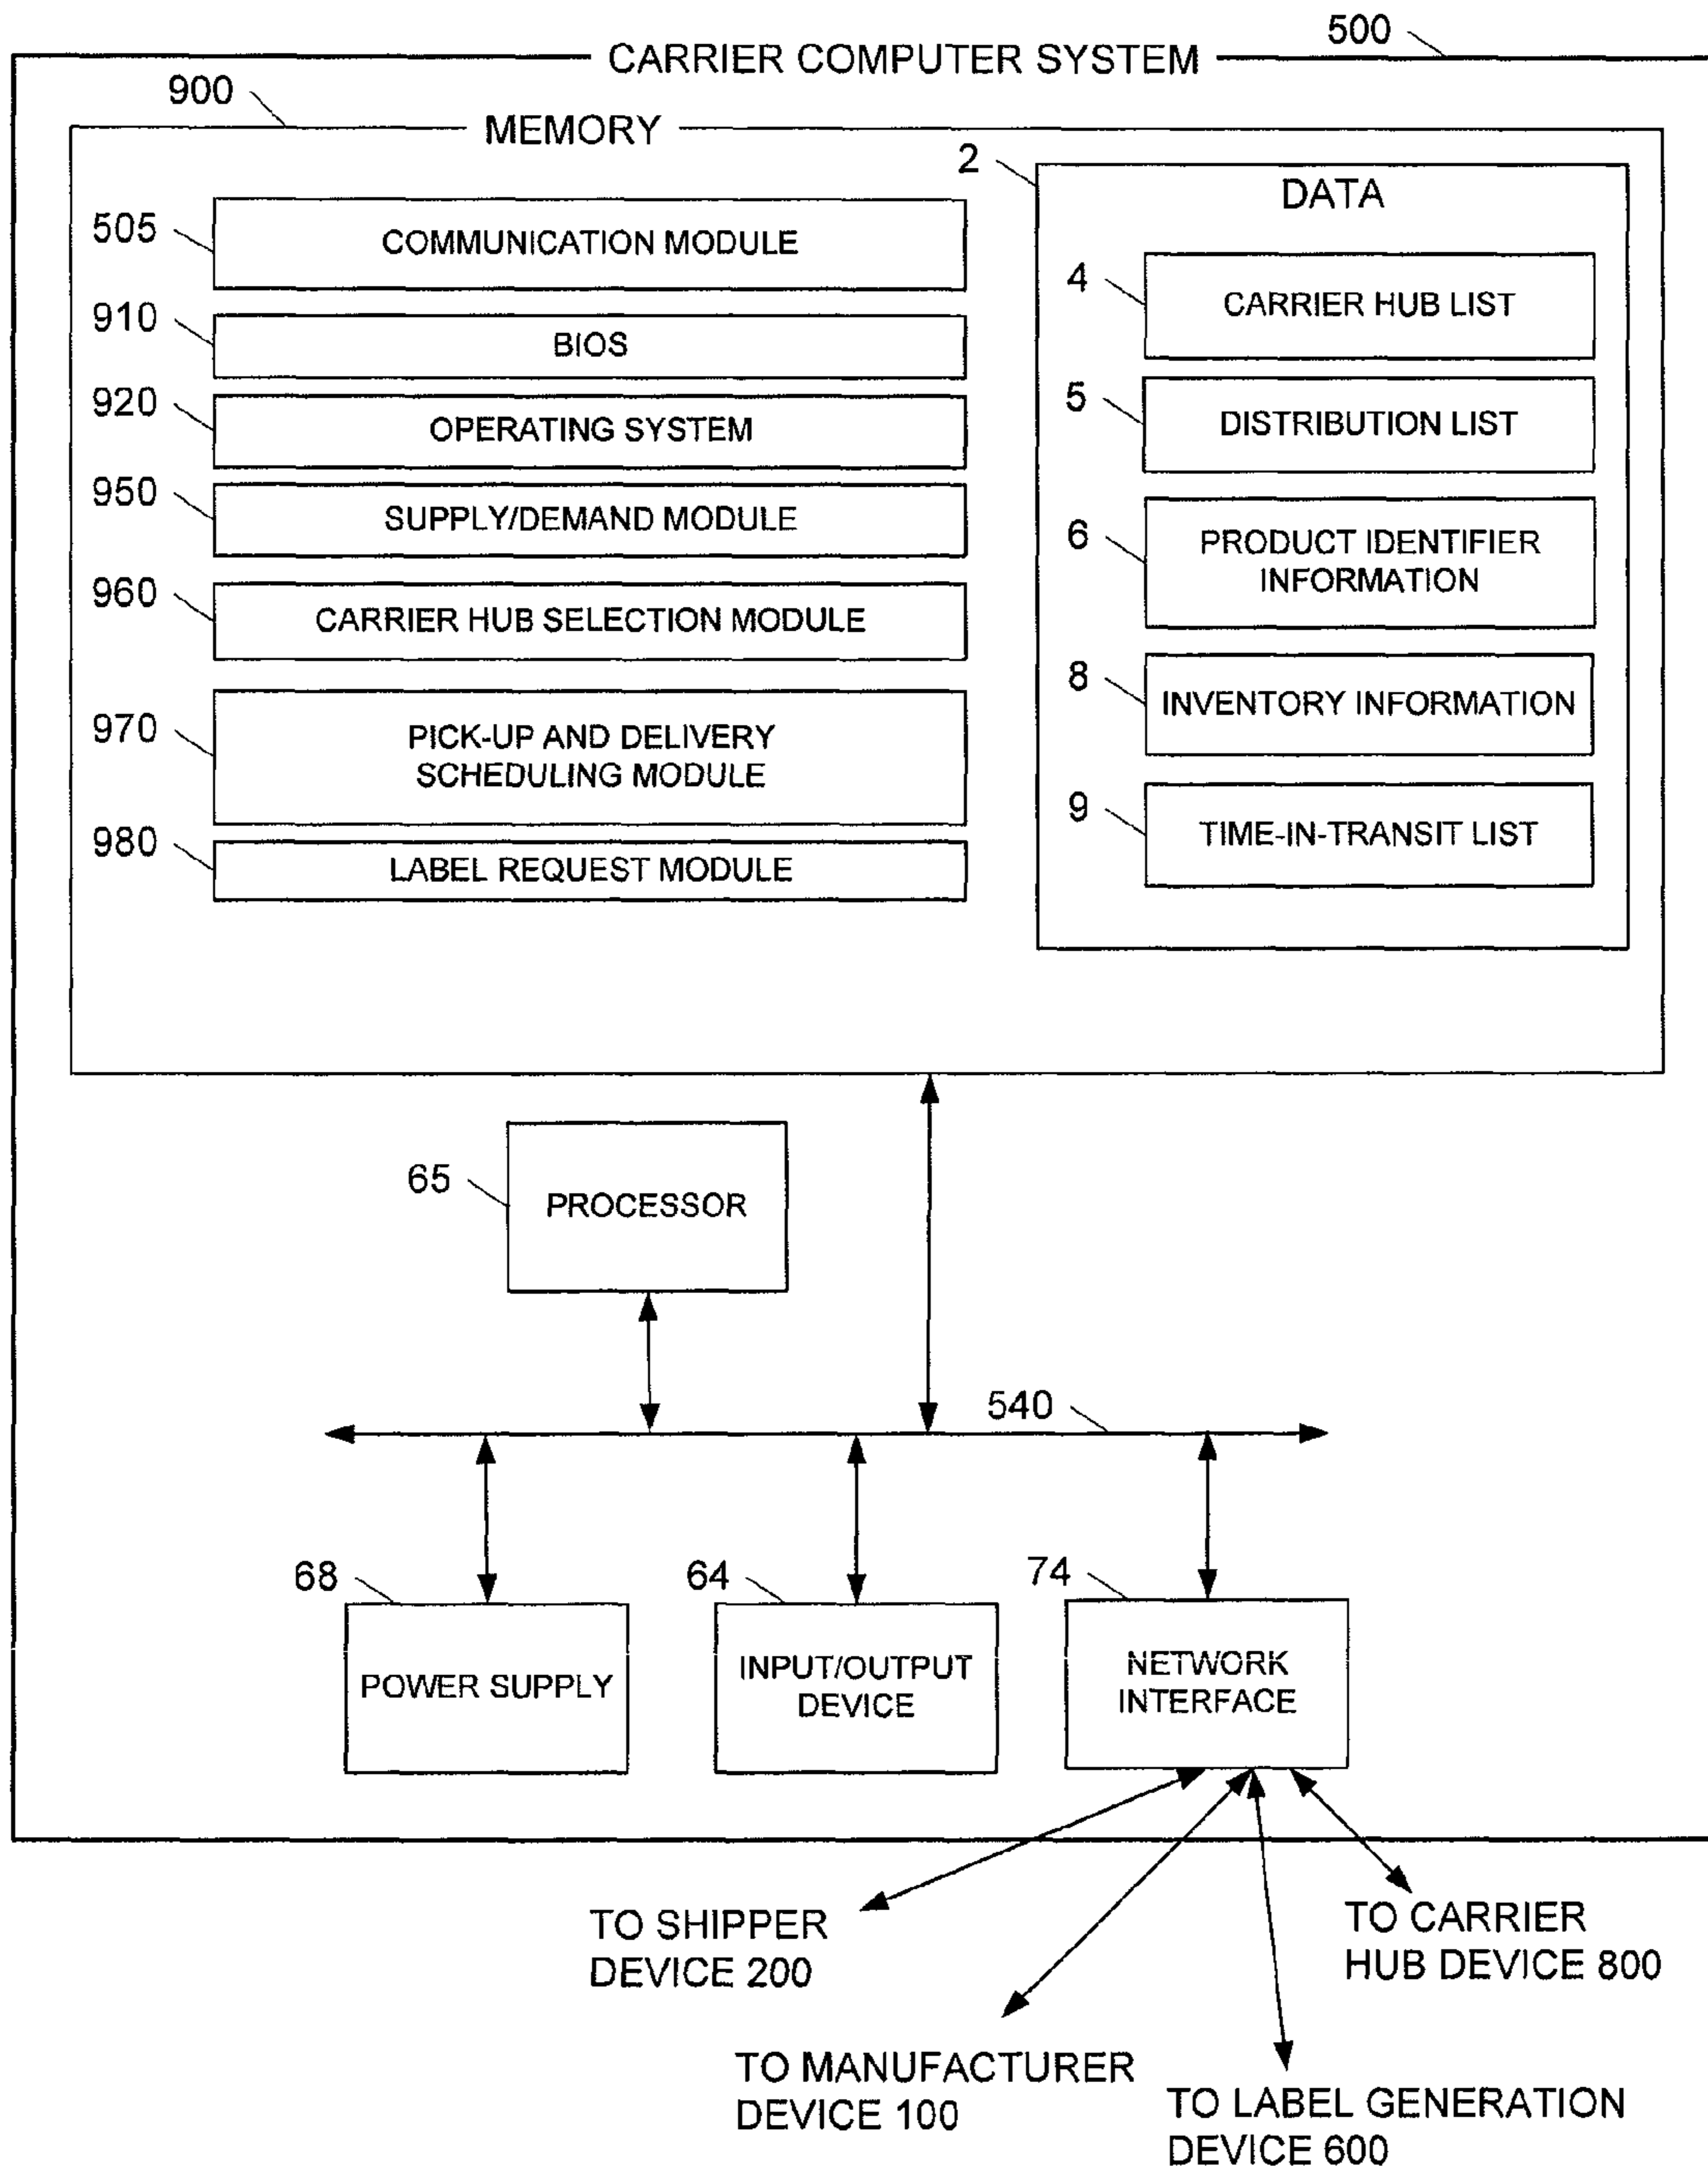 500
CARRIER COMPUTER SYSTEM
900
MEMORY
2
DATA
505
COMMUNICATION MODULE
910
BIOS
920
OPERATING SYSTEM
950
SUPPLY/DEMAND MODULE
960
CARRIER HUB SELECTION MODULE
970
PICK-UP AND DELIVERY
SCHEDULING MODULE
980
LABEL REQUEST MODULE
4
CARRIER HUB LIST
5
DISTRIBUTION LIST
6
PRODUCT IDENTIFIER
INFORMATION
8
INVENTORY INFORMATION
9
TIME-IN-TRANSIT LIST
65
PROCESSOR
540
68
POWER SUPPLY
64
INPUT/OUTPUT
DEVICE
74
NETWORK
INTERFACE
TO SHIPPER
DEVICE 200
TO MANUFACTURER
DEVICE 100
TO LABEL GENERATION
DEVICE 600
TO CARRIER
HUB DEVICE 800